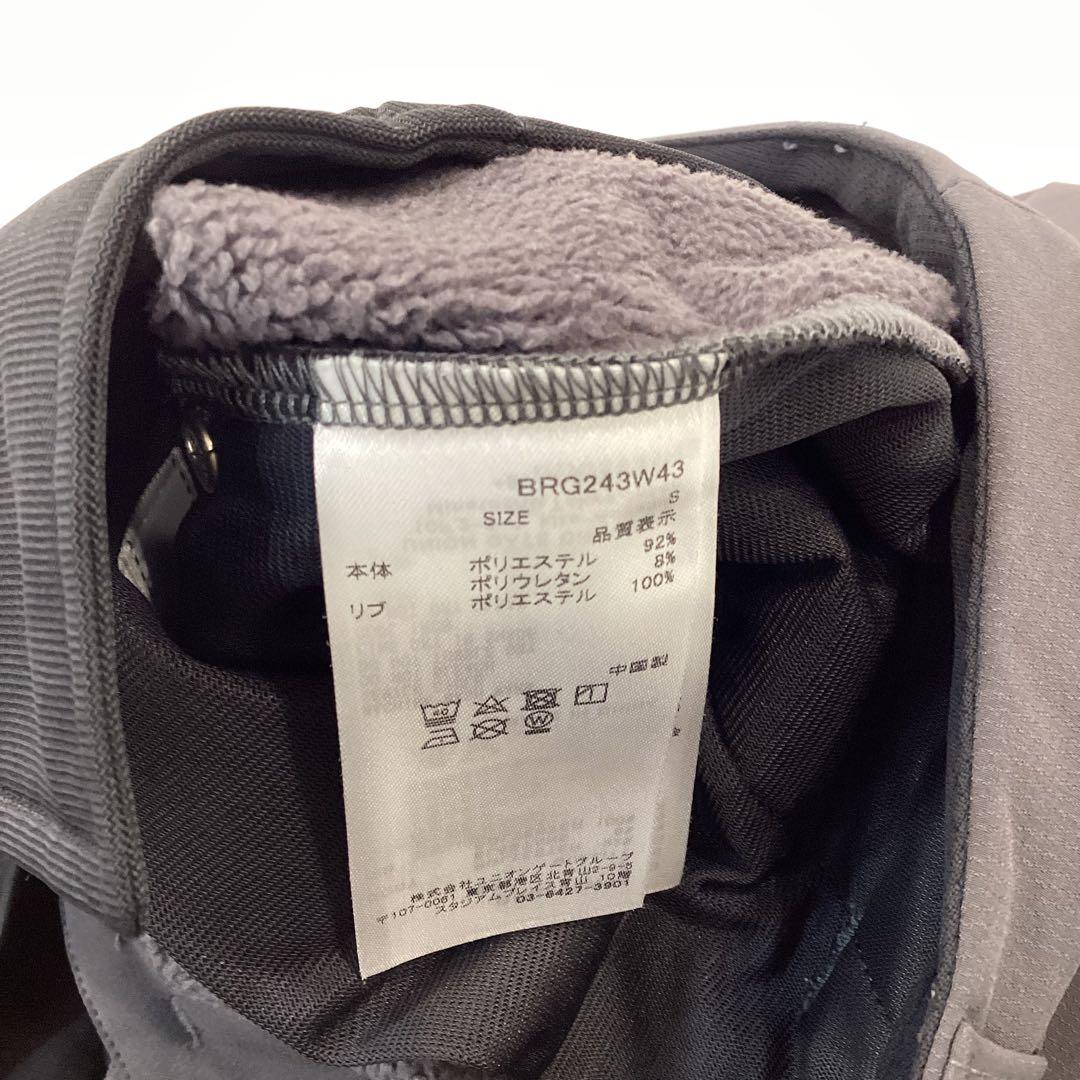 BRG243W43
SIZE S
品質表示
本体 ポリエステル 92%
ポリウレタン 8%
リブ ポリエステル 100%
中国製
40
W
株式会社ユニオンゲートグループ
〒107-0061 東京都港区北青山2-9-5
スタジアムプレイス青山 10階
03-6427-3901